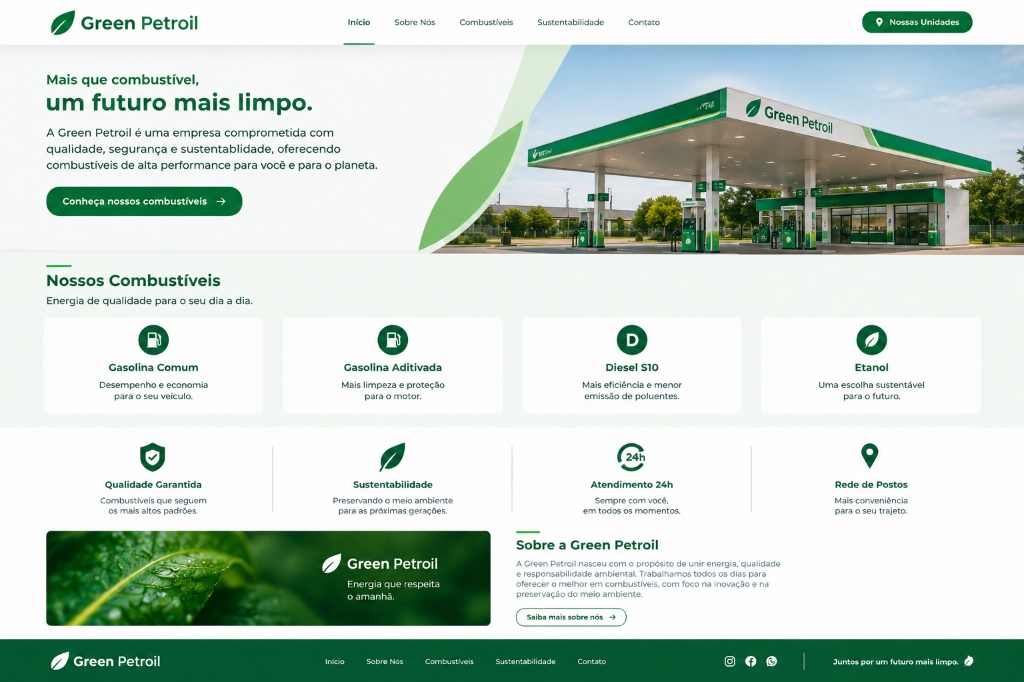 Green Petroil
Início
Sobre Nós
Combustíveis
Sustentabilidade
Contato
Nossas Unidades
Mais que combustível,
um futuro mais limpo.
A Green Petroil é uma empresa comprometida com
qualidade, segurança e sustentablidade, oferecendo
combustíveis de alta performance para você e para o planeta.
Conheça nossos combustíveis →
Green Petroil
Nossos Combustíveis
Energia de qualidade para o seu dia a dia.
Gasolina Comum
Desempenho e economia
para o seu veículo.
Gasolina Aditivada
Mais limpeza e proteção
para o motor.
D
Diesel S10
Mais eficiência e menor
emissão de poluentes.
Etanol
Uma escolha sustentável
para o futuro.
Qualidade Garantida
Combustíveis que seguem
os mais altos padrões.
Sustentabilidade
Preservando o meio ambiente
para as próximas gerações.
24h
Atendimento 24h
Sempre com você,
em todos os momentos.
Rede de Postos
Mais conveniência
para o seu trajeto.
Green Petroil
Energia que respeita
o amanhã.
Sobre a Green Petroil
A Green Petroil nasceu com o propósito de unir energia, qualidade
e responsabilidade ambiental. Trabalhamos todos os dias para
oferecer o melhor em combustíveis, com foco na inovação e na
preservação do meio ambiente.
Saiba mais sobre nós →
Green Petroil
Início
Sobre Nós
Combustíveis
Sustentabilidade
Contato
Juntos por um futuro mais limpo.